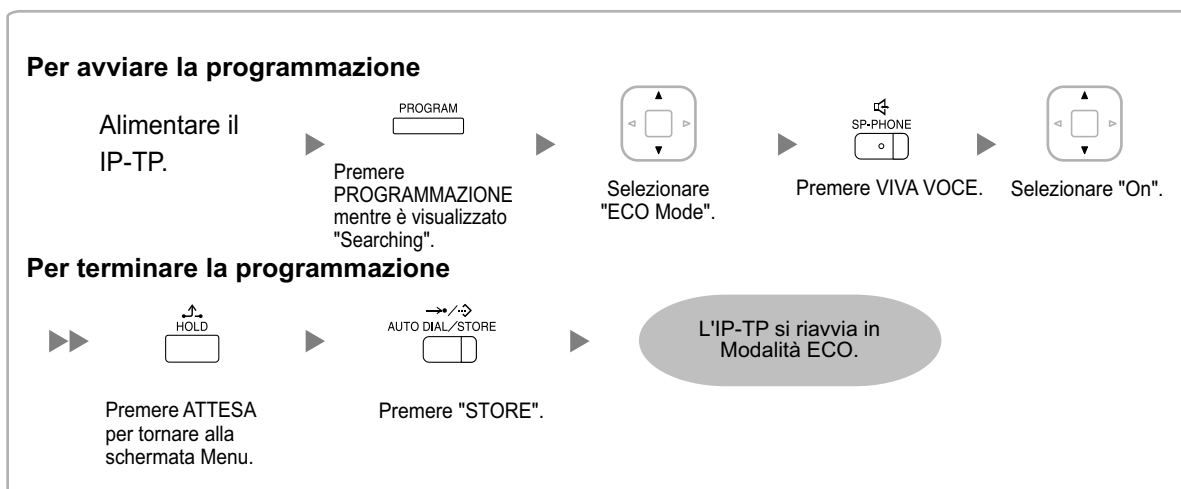 Per avviare la programmazione
Alimentare il
IP-TP.
PROGRAM
Premere
PROGRAMMAZIONE
mentre è visualizzato
"Searching".
Selezionare
"ECO Mode".
SP-PHONE
Premere VIVA VOCE.
Selezionare "On".
Per terminare la programmazione
HOLD
Premere ATTESA
per tornare alla
schermata Menu.
AUTO DIAL/STORE
Premere "STORE".
L'IP-TP si riavvia in
Modalità ECO.